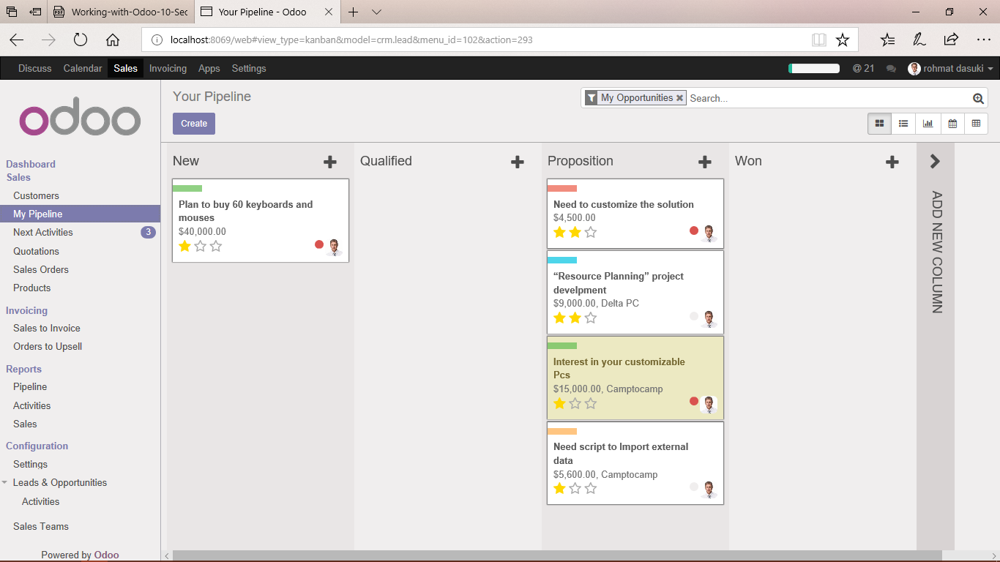 Working-with-Odoo-10-Sec
Your Pipeline - Odoo
localhost:8069/web#view_type=kanban&model=crm.lead&menu_id=102&action=293
Discuss Calendar Sales Invoicing Apps Settings @ 21 rohmat dasuki
odoo
Dashboard
Sales
Customers
My Pipeline
Next Activities 3
Quotations
Sales Orders
Products
Invoicing
Sales to Invoice
Orders to Upsell
Reports
Pipeline
Activities
Sales
Configuration
Settings
Leads & Opportunities
Activities
Sales Teams
Powered by Odoo
Your Pipeline
My Opportunities Search...
Create
New
Plan to buy 60 keyboards and
mouses
$40,000.00
Qualified
Proposition
Need to customize the solution
$4,500.00
“Resource Planning” project
develpment
$9,000.00, Delta PC
Interest in your customizable
Pcs
$15,000.00, Camptocamp
Need script to Import external
data
$5,600.00, Camptocamp
Won
ADD NEW COLUMN